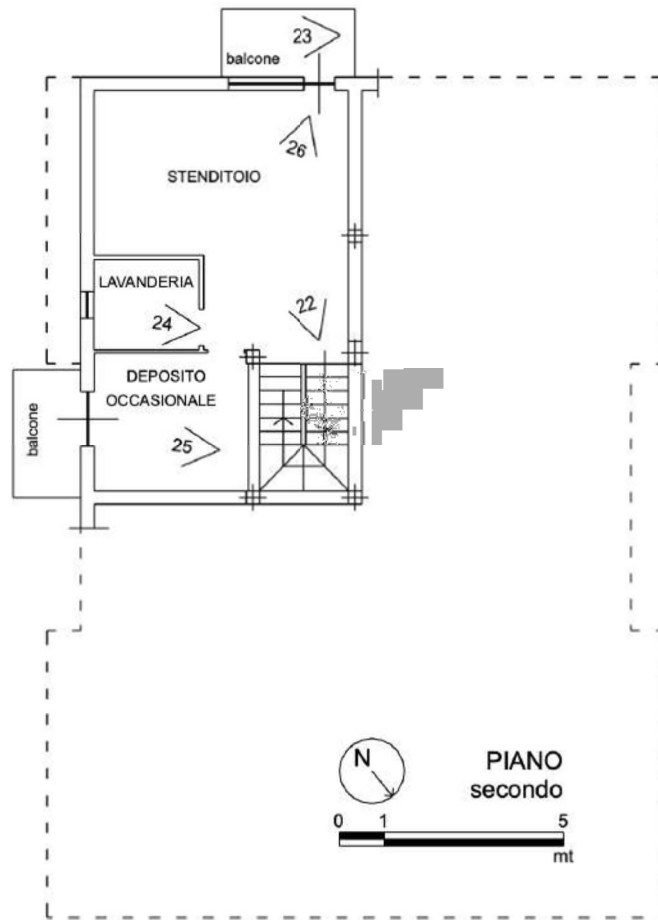 23
balcone
26
STENDITOIO
LAVANDERIA
22
24
DEPOSITO
OCCASIONALE
balcone
25
N
PIANO
secondo
0 1 5
mt